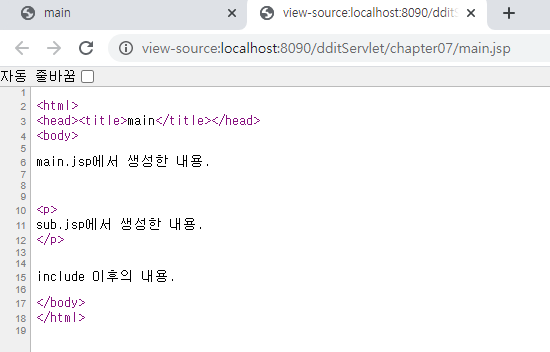 main
view-source:localhost:8090/ddit
view-source:localhost:8090/dditServlet/chapter07/main.jsp
자동 줄바꿈
1
2 <html>
3 <head><title>main</title></head>
4 <body>
5
6 main.jsp에서 생성한 내용.
7
8
9
10 <p>
11 sub.jsp에서 생성한 내용.
12 </p>
13
14
15 include 이후의 내용.
16
17 </body>
18 </html>
19